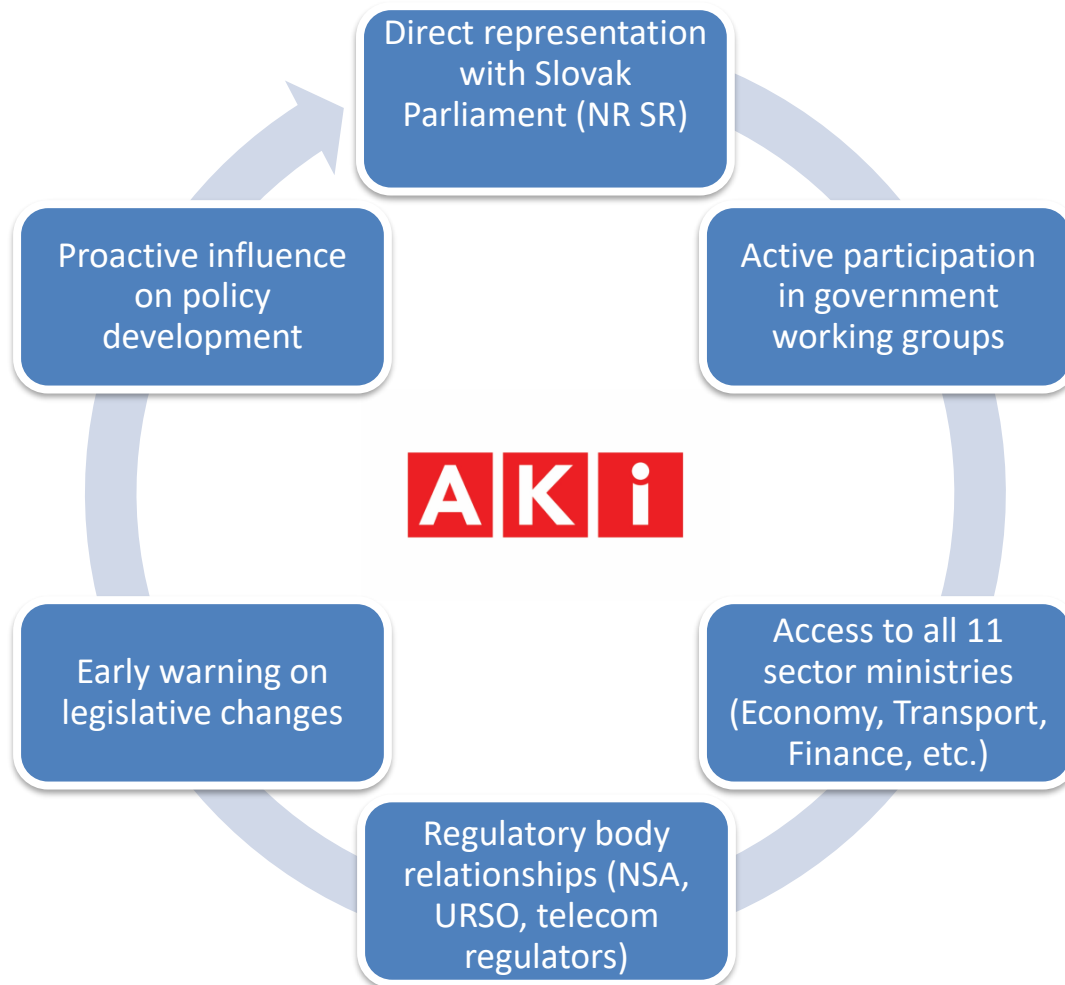 Direct representation
with Slovak
Parliament (NR SR)
Active participation
in government
working groups
Access to all 11
sector ministries
(Economy, Transport,
Finance, etc.)
Regulatory body
relationships (NSA,
URSO, telecom
regulators)
Early warning on
legislative changes
Proactive influence
on policy
development
AKi